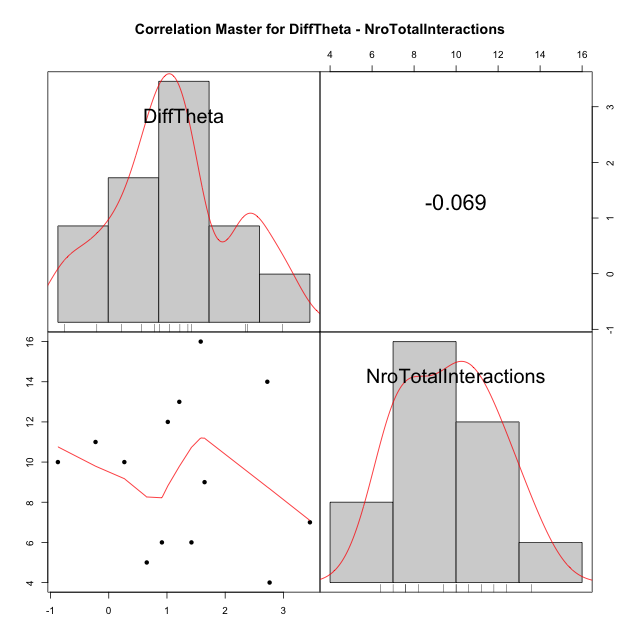 Correlation Master for DiffTheta - NroTotalInteractions
4 6 8 10 12 14 16
DiffTheta
-0.069
3
2
1
0
-1
16
14
12
10
8
6
4
NroTotalInteractions
-1 0 1 2 3